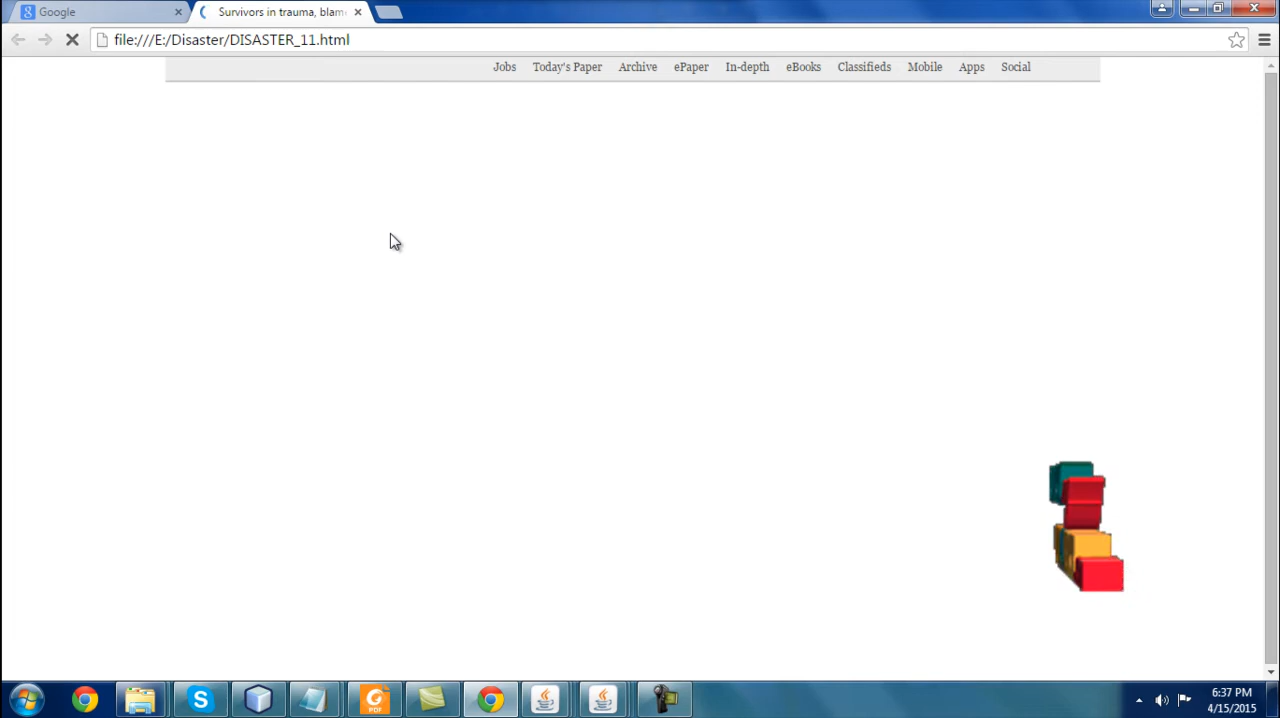 Google
Survivors in trauma, blam
file:///E:/Disaster/DISASTER_11.html
Jobs Today's Paper Archive ePaper In-depth eBooks Classifieds Mobile Apps Social
PDF
6:37 PM
4/15/2015